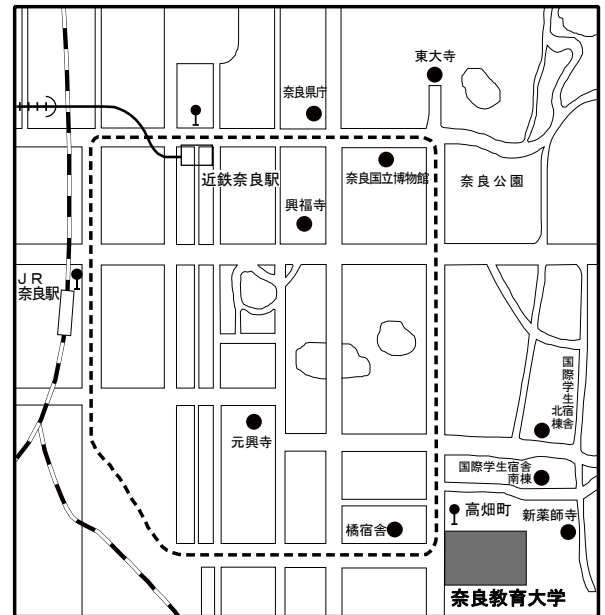 東大寺
奈良県庁
近鉄奈良駅
奈良国立博物館
奈良公園
興福寺
JR
奈良駅
国際学生宿舎
北棟
元興寺
国際学生宿舎
南棟
高畑町
新薬師寺
橘宿舎
奈良教育大学